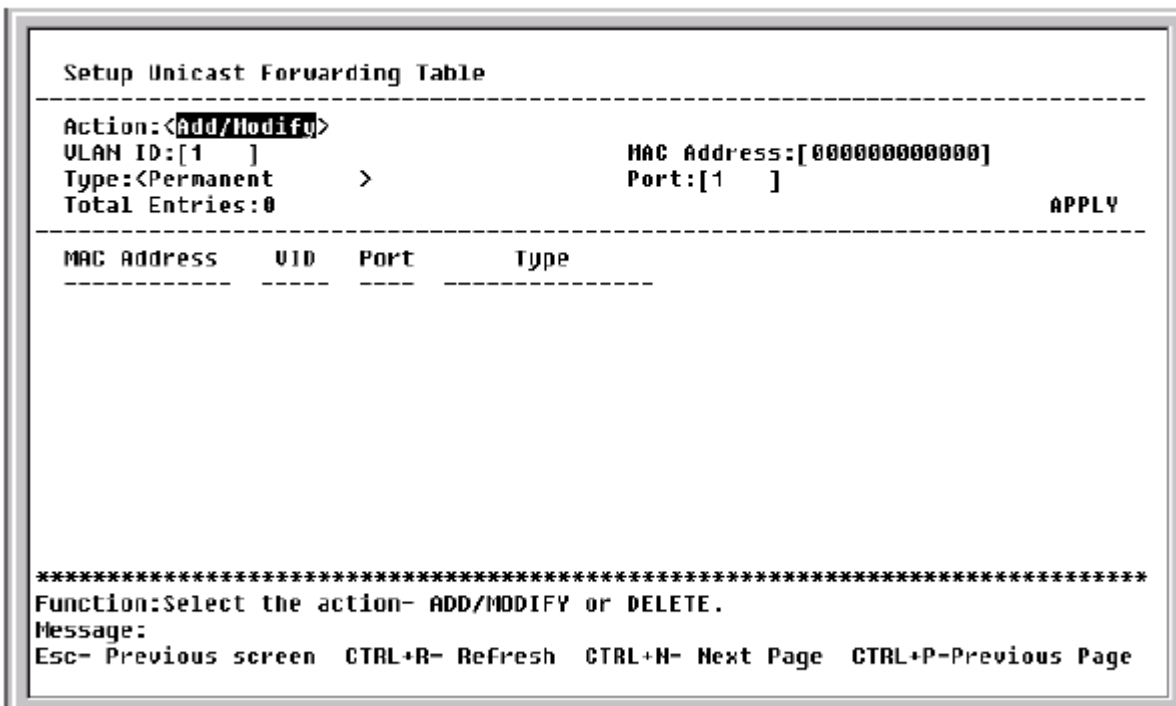 Setup Unicast Forwarding Table
--------------------------------------------------------------------------------
Action:<Add/Modify>
VLAN ID:[1   ]                          MAC Address:[000000000000]
Type:<Permanent      >                  Port:[1   ]
Total Entries:0                                                       APPLY
--------------------------------------------------------------------------------
MAC Address   VID   Port       Type
------------  ----- ----  ---------------
********************************************************************************
Function:Select the action- ADD/MODIFY or DELETE.
Message:
Esc- Previous screen  CTRL+R- Refresh  CTRL+N- Next Page  CTRL+P-Previous Page